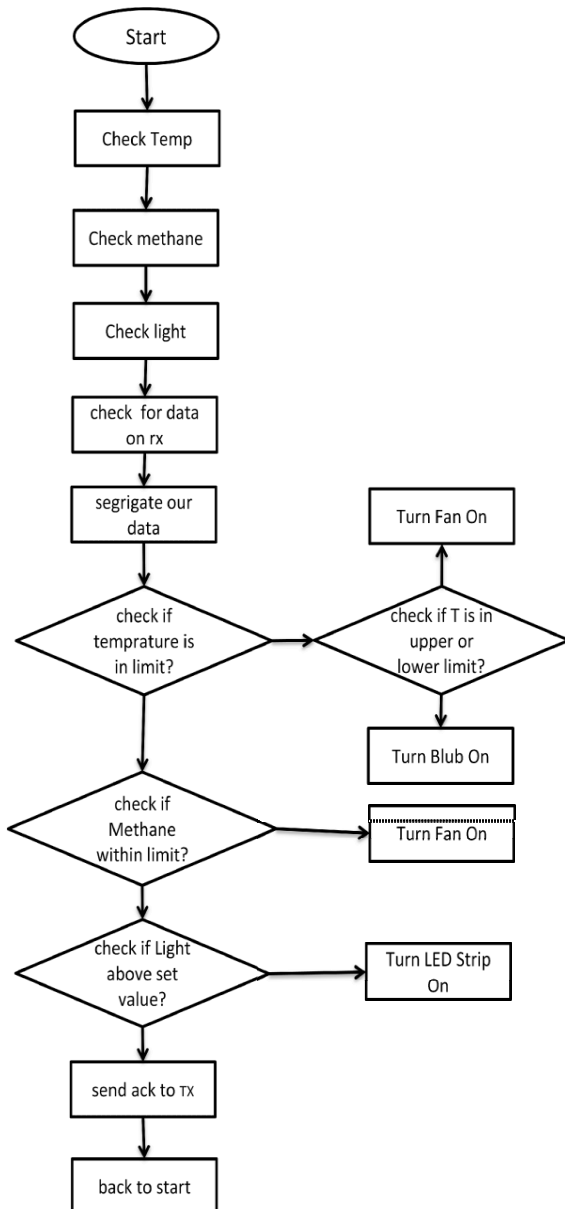 Start
Check Temp
Check methane
Check light
check for data
on rx
segrigate our
data
Turn Fan On
check if
temprature is
in limit?
check if T is in
upper or
lower limit?
Turn Blub On
check if
Methane
within limit?
Turn Fan On
check if Light
above set
value?
Turn LED Strip
On
send ack to TX
back to start